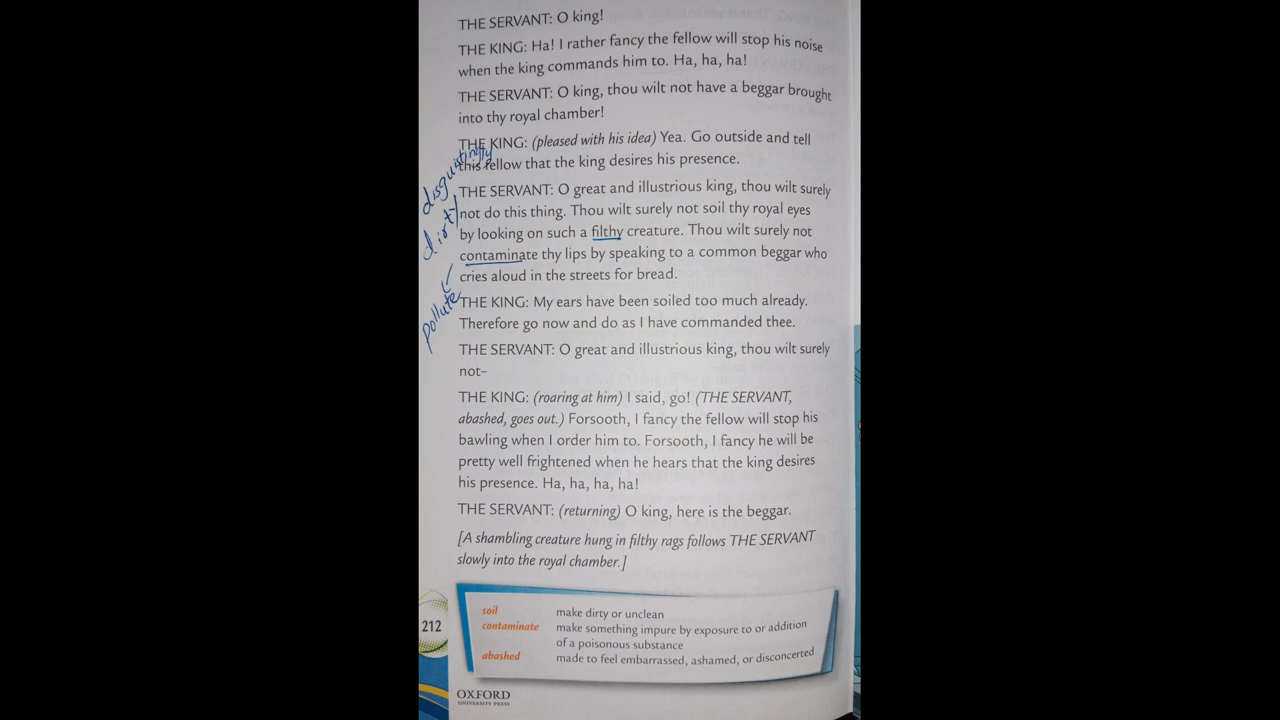 THE SERVANT: O king!
THE KING: Ha! I rather fancy the fellow will stop his noise
when the king commands him to. Ha, ha, ha!
THE SERVANT: O king, thou wilt not have a beggar brought
into thy royal chamber!
THE KING: (pleased with his idea) Yea. Go outside and tell
this fellow that the king desires his presence.
disguistingly
dirty
THE SERVANT: O great and illustrious king, thou wilt surely
not do this thing. Thou wilt surely not soil thy royal eyes
by looking on such a filthy creature. Thou wilt surely not
contaminate thy lips by speaking to a common beggar who
cries aloud in the streets for bread.
pollute
THE KING: My ears have been soiled too much already.
Therefore go now and do as I have commanded thee.
THE SERVANT: O great and illustrious king, thou wilt surely
not–
THE KING: (roaring at him) I said, go! (THE SERVANT,
abashed, goes out.) Forsooth, I fancy the fellow will stop his
bawling when I order him to. Forsooth, I fancy he will be
pretty well frightened when he hears that the king desires
his presence. Ha, ha, ha, ha!
THE SERVANT: (returning) O king, here is the beggar.
[A shambling creature hung in filthy rags follows THE SERVANT
slowly into the royal chamber.]
soil make dirty or unclean
contaminate make something impure by exposure to or addition
of a poisonous substance
abashed made to feel embarrassed, ashamed, or disconcerted
212
OXFORD
UNIVERSITY PRESS